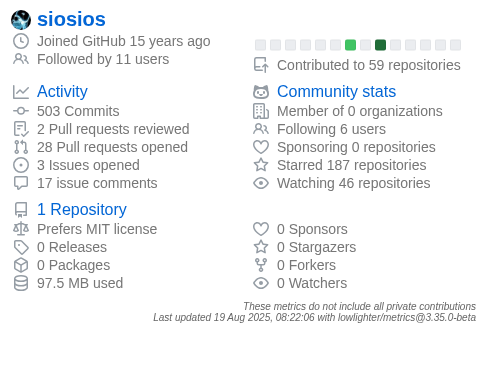 siosios
Joined GitHub 15 years ago
Followed by 11 users
Contributed to 59 repositories
Activity
503 Commits
2 Pull requests reviewed
28 Pull requests opened
3 Issues opened
17 issue comments
Community stats
Member of 0 organizations
Following 6 users
Sponsoring 0 repositories
Starred 187 repositories
Watching 46 repositories
1 Repository
Prefers MIT license
0 Releases
0 Packages
97.5 MB used
0 Sponsors
0 Stargazers
0 Forkers
0 Watchers
These metrics do not include all private contributions
Last updated 19 Aug 2025, 08:22:06 with lowlighter/metrics@3.35.0-beta